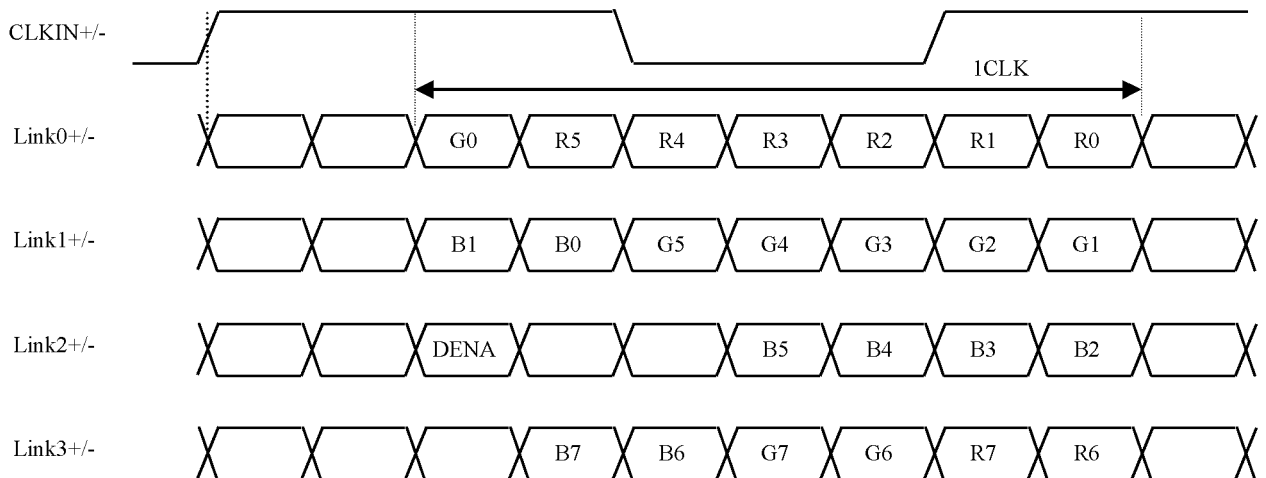 CLKIN+/-
1CLK
Link0+/- G0 R5 R4 R3 R2 R1 R0
Link1+/- B1 B0 G5 G4 G3 G2 G1
Link2+/- DENA B5 B4 B3 B2
Link3+/- B7 B6 G7 G6 R7 R6